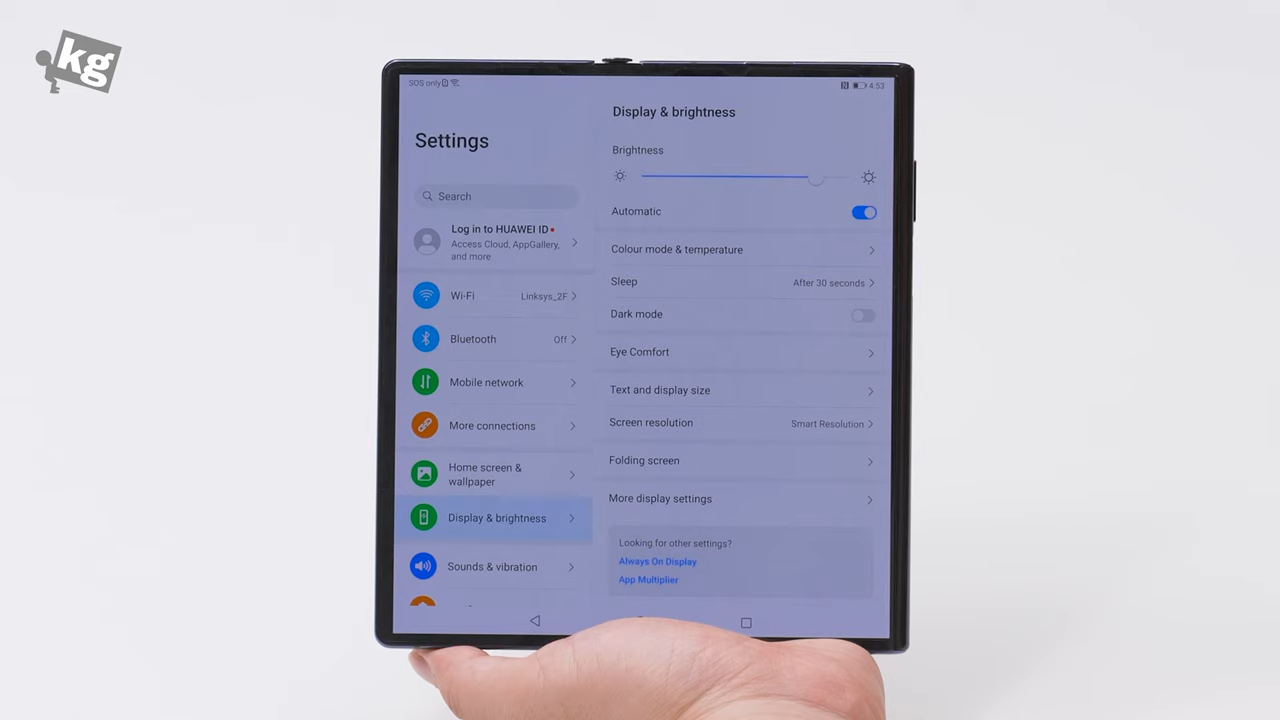 kg
SOS only
4:53
Settings
Search
Log in to HUAWEI ID
Access Cloud, AppGallery,
and more
Wi-Fi
Linksys_2F
Bluetooth
Off
Mobile network
More connections
Home screen &
wallpaper
Display & brightness
Sounds & vibration
Display & brightness
Brightness
Automatic
Colour mode & temperature
Sleep
After 30 seconds
Dark mode
Eye Comfort
Text and display size
Screen resolution
Smart Resolution
Folding screen
More display settings
Looking for other settings?
Always On Display
App Multiplier